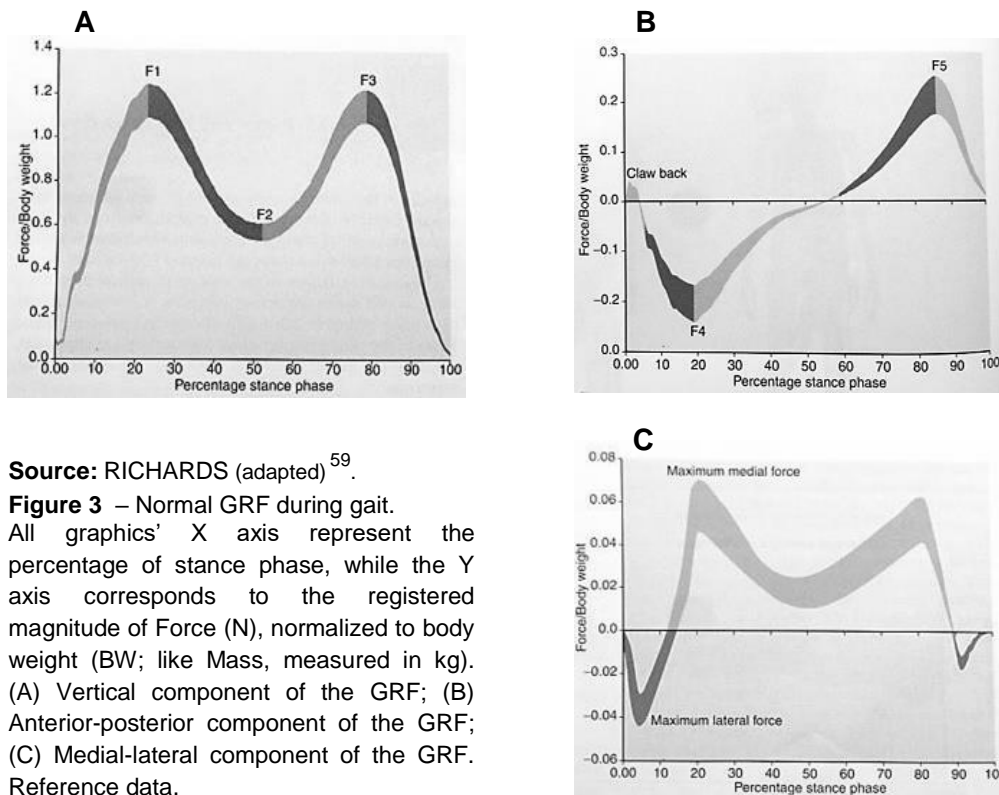 A
1.4
1.2
1.0
0.8
0.6
0.4
0.2
0.0
F1
F2
F3
Force/Body weight
0.00 10 20 30 40 50 60 70 80 90 100
Percentage stance phase
B
0.3
0.2
0.1
0.0
−0.1
−0.2
0.0
Claw back
F5
F4
Force/Body weight
0.00 10 20 30 40 50 60 70 80 90 100
Percentage stance phase
Source: RICHARDS (adapted) 59.
Figure 3 – Normal GRF during gait.
All graphics' X axis represent the
percentage of stance phase, while the Y
axis corresponds to the registered
magnitude of Force (N), normalized to body
weight (BW; like Mass, measured in kg).
(A) Vertical component of the GRF; (B)
Anterior-posterior component of the GRF;
(C) Medial-lateral component of the GRF.
Reference data.
C
0.08
0.06
0.04
0.02
0.0
−0.02
−0.04
−0.06
Maximum medial force
Maximum lateral force
Force/Body weight
0.00 10 20 30 40 50 60 70 80 90 100
Percentage stance phase